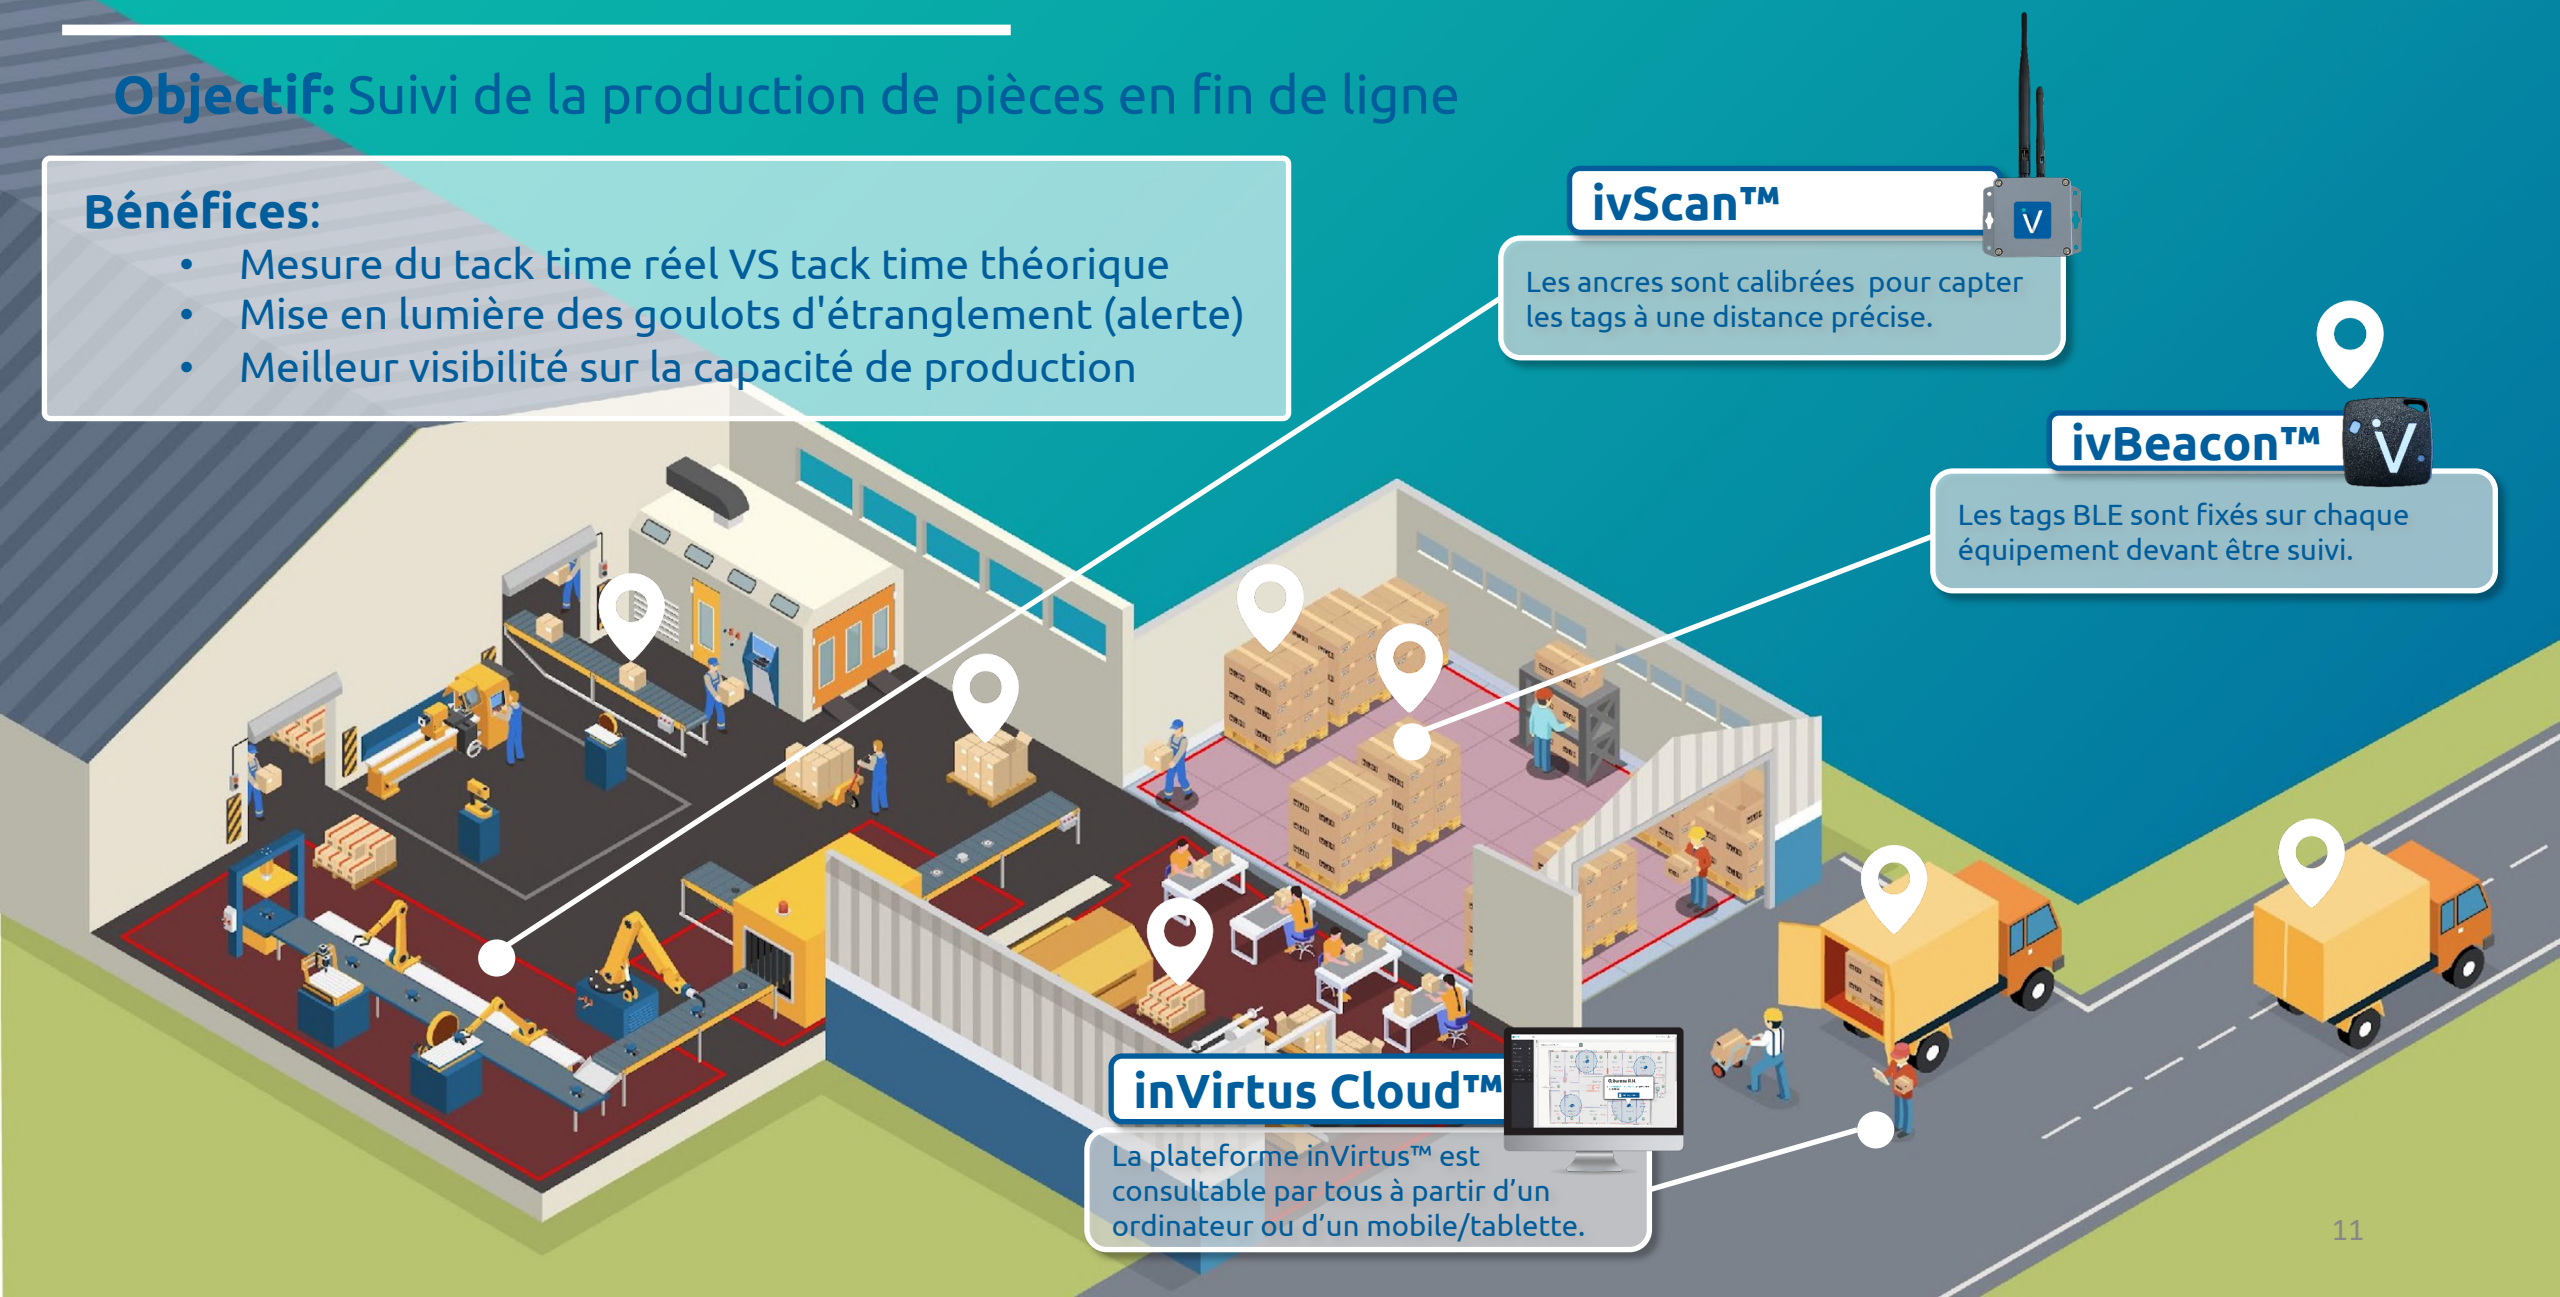 Objectif: Suivi de la production de pièces en fin de ligne
Bénéfices:
• Mesure du tack time réel VS tack time théorique
• Mise en lumière des goulots d'étranglement (alerte)
• Meilleur visibilité sur la capacité de production
ivScan™
iV
Les ancres sont calibrées pour capter
les tags à une distance précise.
ivBeacon™
iV
Les tags BLE sont fixés sur chaque
équipement devant être suivi.
inVirtus Cloud™
La plateforme inVirtus™ est
consultable par tous à partir d’un
ordinateur ou d’un mobile/tablette.
11